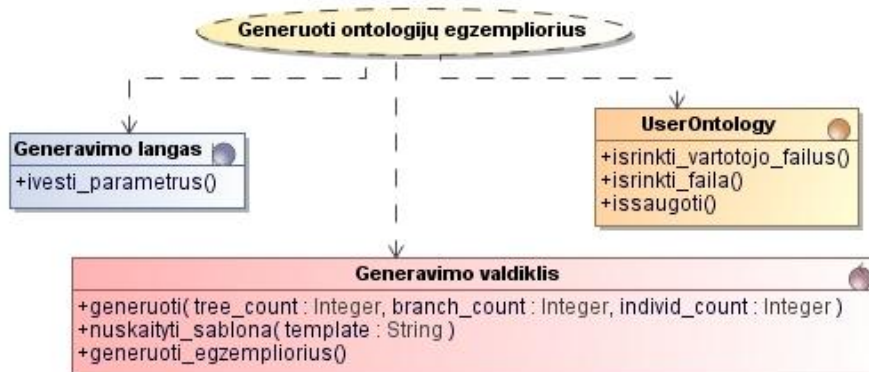 Generuoti ontologijų egzempliorius
Generavimo langas
+ivesti_parametrus()
UserOntology
+isrinkti_vartotojo_failus()
+isrinkti_faila()
+issaugoti()
Generavimo valdiklis
+generuoti( tree_count : Integer, branch_count : Integer, individ_count : Integer )
+nuskaityti_sablona( template : String )
+generuoti_egzempliorius()